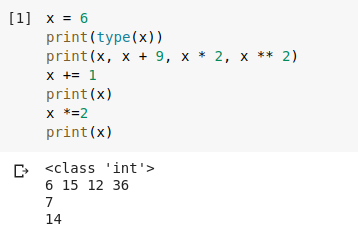 [1] x = 6
print(type(x))
print(x, x + 9, x * 2, x ** 2)
x += 1
print(x)
x *=2
print(x)
<class 'int'>
6 15 12 36
7
14